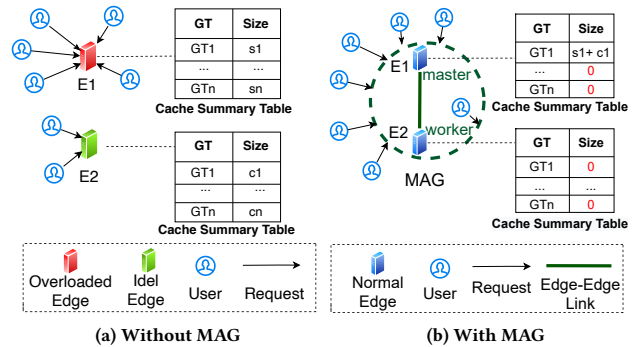 GT Size
GT1 s1
... ...
GTn sn
Cache Summary Table
E1
GT Size
GT1 c1
... ...
GTn cn
Cache Summary Table
E2
Overloaded Edge
Idel Edge
User
Request
(a) Without MAG
GT Size
GT1 s1+ c1
... 0
GTn 0
Cache Summary Table
E1
master
E2
worker
MAG
GT Size
GT1 0
... ...
GTn 0
Cache Summary Table
Normal Edge
User
Request
Edge-Edge Link
(b) With MAG